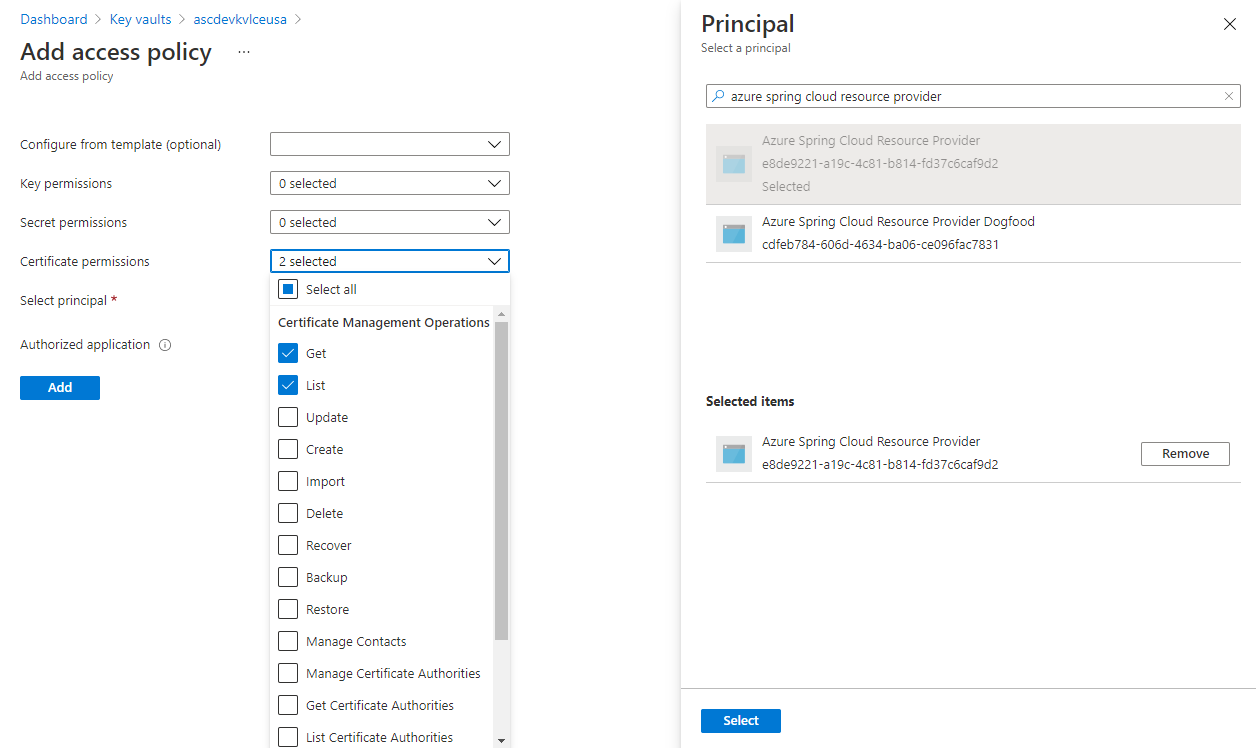 Dashboard > Key vaults > ascdevkvlceusa >
Add access policy ...
Add access policy
Configure from template (optional)
Key permissions
0 selected
Secret permissions
0 selected
Certificate permissions
2 selected
Select all
Certificate Management Operations
Get
List
Update
Create
Import
Delete
Recover
Backup
Restore
Manage Contacts
Manage Certificate Authorities
Get Certificate Authorities
List Certificate Authorities
Select principal *
Authorized application
Add
Principal
Select a principal
azure spring cloud resource provider
Azure Spring Cloud Resource Provider
e8de9221-a19c-4c81-b814-fd37c6caf9d2
Selected
Azure Spring Cloud Resource Provider Dogfood
cdfeb784-606d-4634-ba06-ce096fac7831
Selected items
Azure Spring Cloud Resource Provider
e8de9221-a19c-4c81-b814-fd37c6caf9d2
Remove
Select